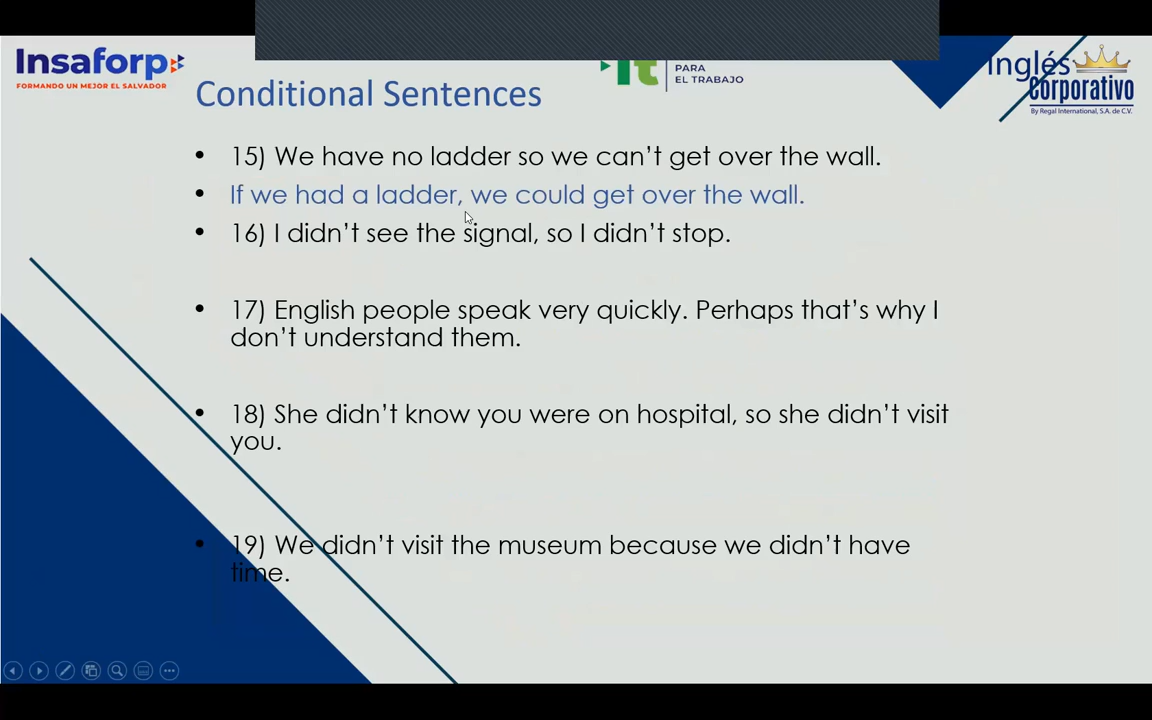 Insaforp
FORMANDO UN MEJOR EL SALVADOR
PARA
EL TRABAJO
Inglés
Corporativo
By Regal International, S.A. de C.V.
Conditional Sentences
• 15) We have no ladder so we can’t get over the wall.
• If we had a ladder, we could get over the wall.
• 16) I didn’t see the signal, so I didn’t stop.
• 17) English people speak very quickly. Perhaps that’s why I
don’t understand them.
• 18) She didn’t know you were on hospital, so she didn’t visit
you.
• 19) We didn’t visit the museum because we didn’t have
time.